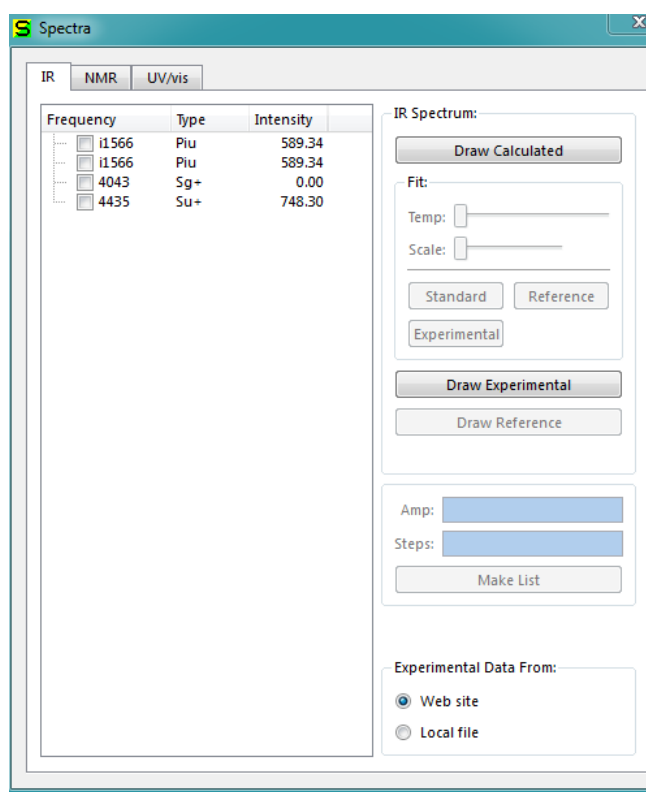 S Spectra
IR NMR UV/vis
Frequency Type Intensity
i1566 Piu 589.34
i1566 Piu 589.34
4043 Sg+ 0.00
4435 Su+ 748.30
IR Spectrum:
Draw Calculated
Fit:
Temp:
Scale:
Standard Reference
Experimental
Draw Experimental
Draw Reference
Amp:
Steps:
Make List
Experimental Data From:
Web site
Local file